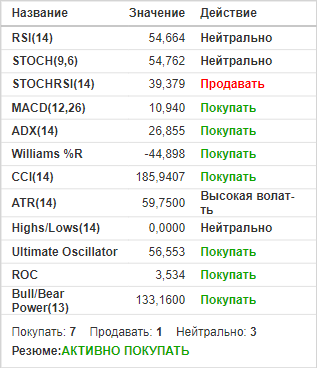 Название Значение Действие
RSI(14) 54,664 Нейтрально
STOCH(9,6) 54,762 Нейтрально
STOCHRSI(14) 39,379 Продавать
MACD(12,26) 10,940 Покупать
ADX(14) 26,855 Покупать
Williams %R -44,898 Покупать
CCI(14) 185,9407 Покупать
ATR(14) 59,7500 Высокая волат-
ть
Highs/Lows(14) 0,0000 Нейтрально
Ultimate Oscillator 56,553 Покупать
ROC 3,534 Покупать
Bull/Bear
Power(13) 133,1600 Покупать
Покупать: 7 Продавать: 1 Нейтрально: 3
Резюме:АКТИВНО ПОКУПАТЬ